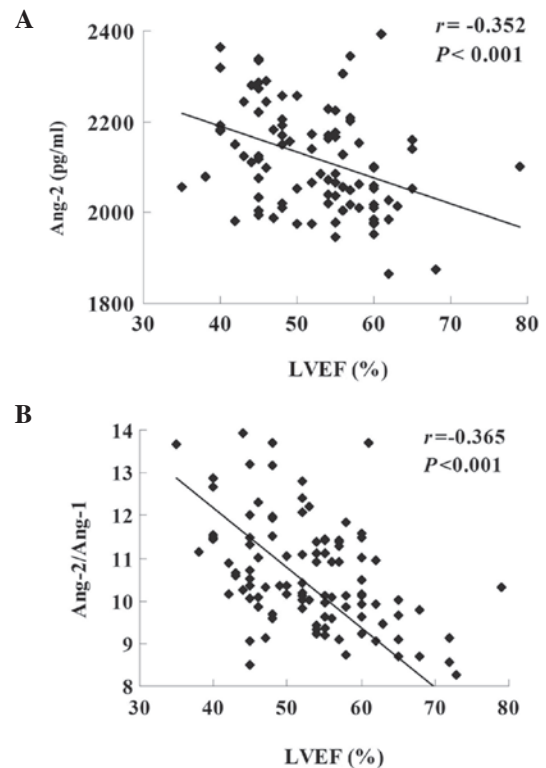 A
r= -0.352
P< 0.001
Ang-2 (pg/ml)
2400
2200
2000
1800
30 40 50 60 70 80
LVEF (%)
B
r=-0.365
P<0.001
Ang-2/Ang-1
14
13
12
11
10
9
8
30 40 50 60 70 80
LVEF (%)